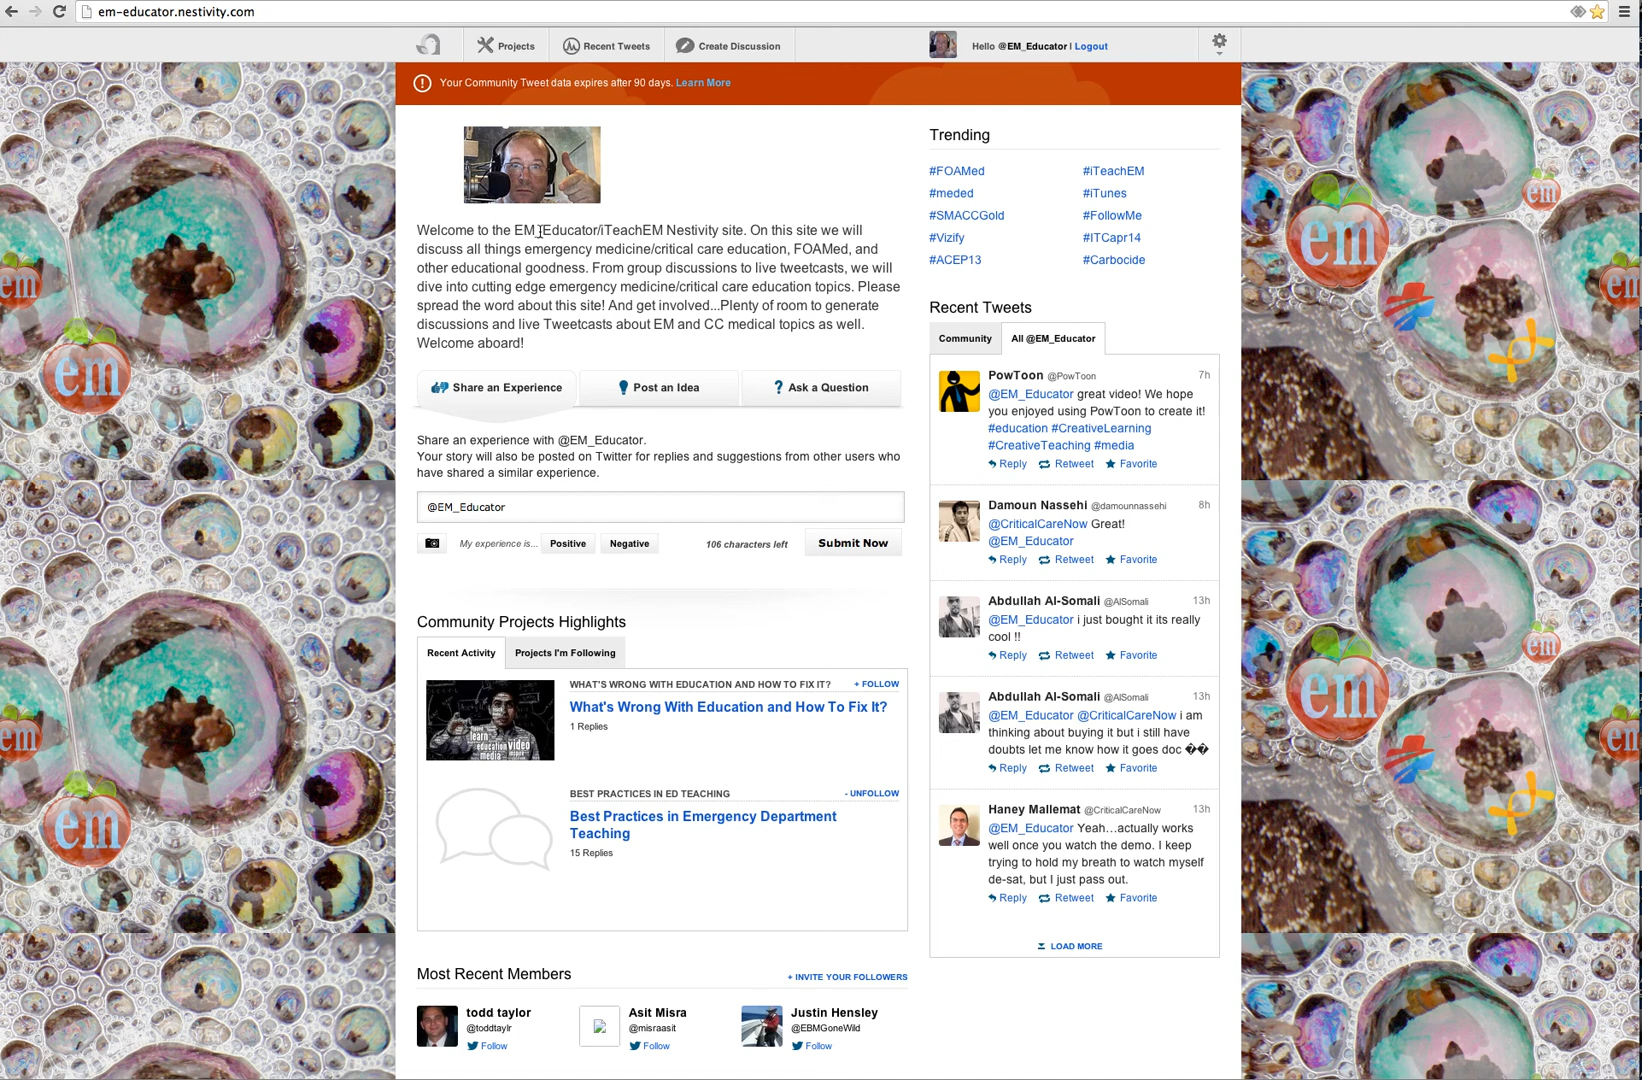 em-educator.nestivity.com
Projects
Recent Tweets
Create Discussion
Hello @EM_Educator | Logout
Your Community Tweet data expires after 90 days. Learn More
Welcome to the EM_Educator/iTeachEM Nestivity site. On this site we will
discuss all things emergency medicine/critical care education, FOAMed, and
other educational goodness. From group discussions to live tweetcasts, we will
dive into cutting edge emergency medicine/critical care education topics. Please
spread the word about this site! And get involved...Plenty of room to generate
discussions and live Tweetcasts about EM and CC medical topics as well.
Welcome aboard!
Share an Experience
Post an Idea
? Ask a Question
Share an experience with @EM_Educator.
Your story will also be posted on Twitter for replies and suggestions from other users who
have shared a similar experience.
@EM_Educator
My experience is... Positive Negative
106 characters left
Submit Now
Community Projects Highlights
Recent Activity
Projects I'm Following
WHAT'S WRONG WITH EDUCATION AND HOW TO FIX IT?
+ FOLLOW
What's Wrong With Education and How To Fix It?
1 Replies
learn
education video
media
BEST PRACTICES IN ED TEACHING
- UNFOLLOW
Best Practices in Emergency Department
Teaching
15 Replies
Most Recent Members
+ INVITE YOUR FOLLOWERS
todd taylor
@toddtaylr
Follow
Asit Misra
@misraasit
Follow
Justin Hensley
@EBMGoneWild
Follow
Trending
#FOAMed
#iTeachEM
#meded
#iTunes
#SMACCGold
#FollowMe
#Vizify
#ITCapr14
#ACEP13
#Carbocide
Recent Tweets
Community
All @EM_Educator
PowToon @PowToon 7h
@EM_Educator great video! We hope
you enjoyed using PowToon to create it!
#education #CreativeLearning
#CreativeTeaching #media
Reply Retweet Favorite
Damoun Nassehi @damounnassehi 8h
@CriticalCareNow Great!
@EM_Educator
Reply Retweet Favorite
Abdullah Al-Somali @AlSomali 13h
@EM_Educator i just bought it its really
cool !!
Reply Retweet Favorite
Abdullah Al-Somali @AlSomali 13h
@EM_Educator @CriticalCareNow i am
thinking about buying it but i still have
doubts let me know how it goes doc ��
Reply Retweet Favorite
Haney Mallemat @CriticalCareNow 13h
@EM_Educator Yeah...actually works
well once you watch the demo. I keep
trying to hold my breath to watch myself
de-sat, but I just pass out.
Reply Retweet Favorite
LOAD MORE
em
em
em
em
em
em
em
em
em
em